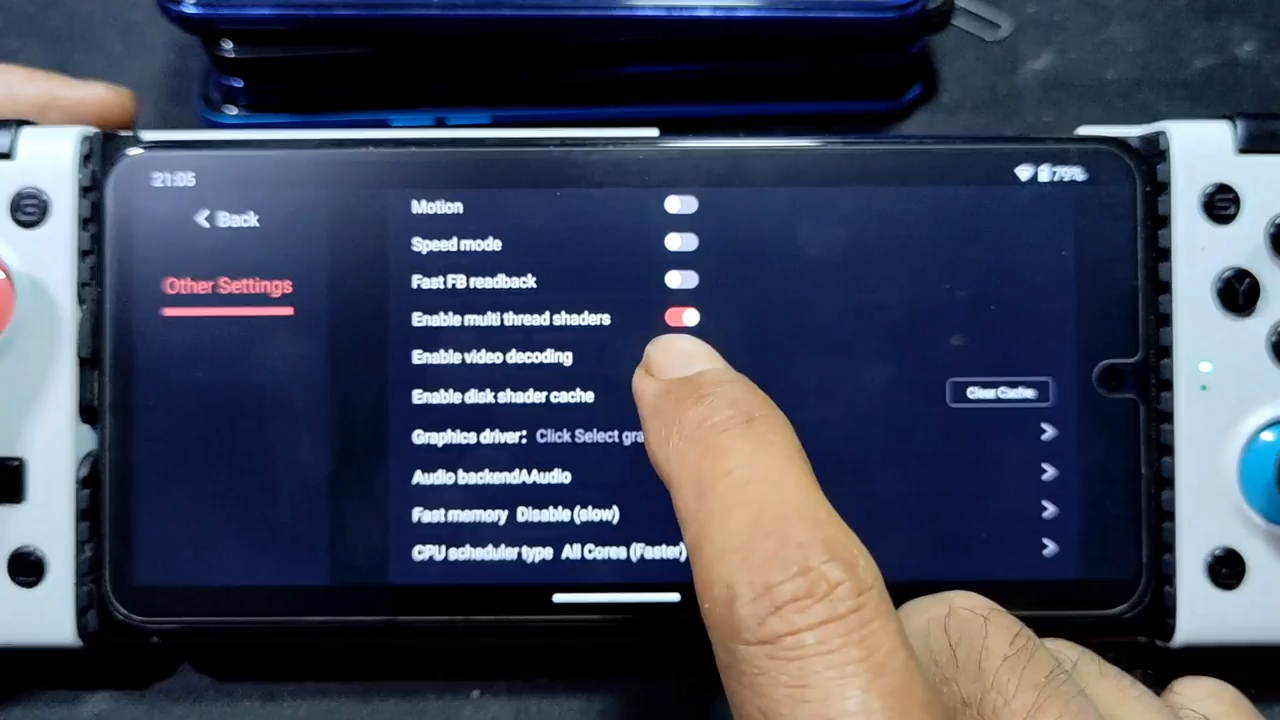 21:05
79%
Back
Other Settings
Motion
Speed mode
Fast FB readback
Enable multi thread shaders
Enable video decoding
Enable disk shader cache
Clear Cache
Graphics driver: Click Select gra
Audio backendAAudio
Fast memory Disable (slow)
CPU scheduler type All Cores (Faster)
S
Y